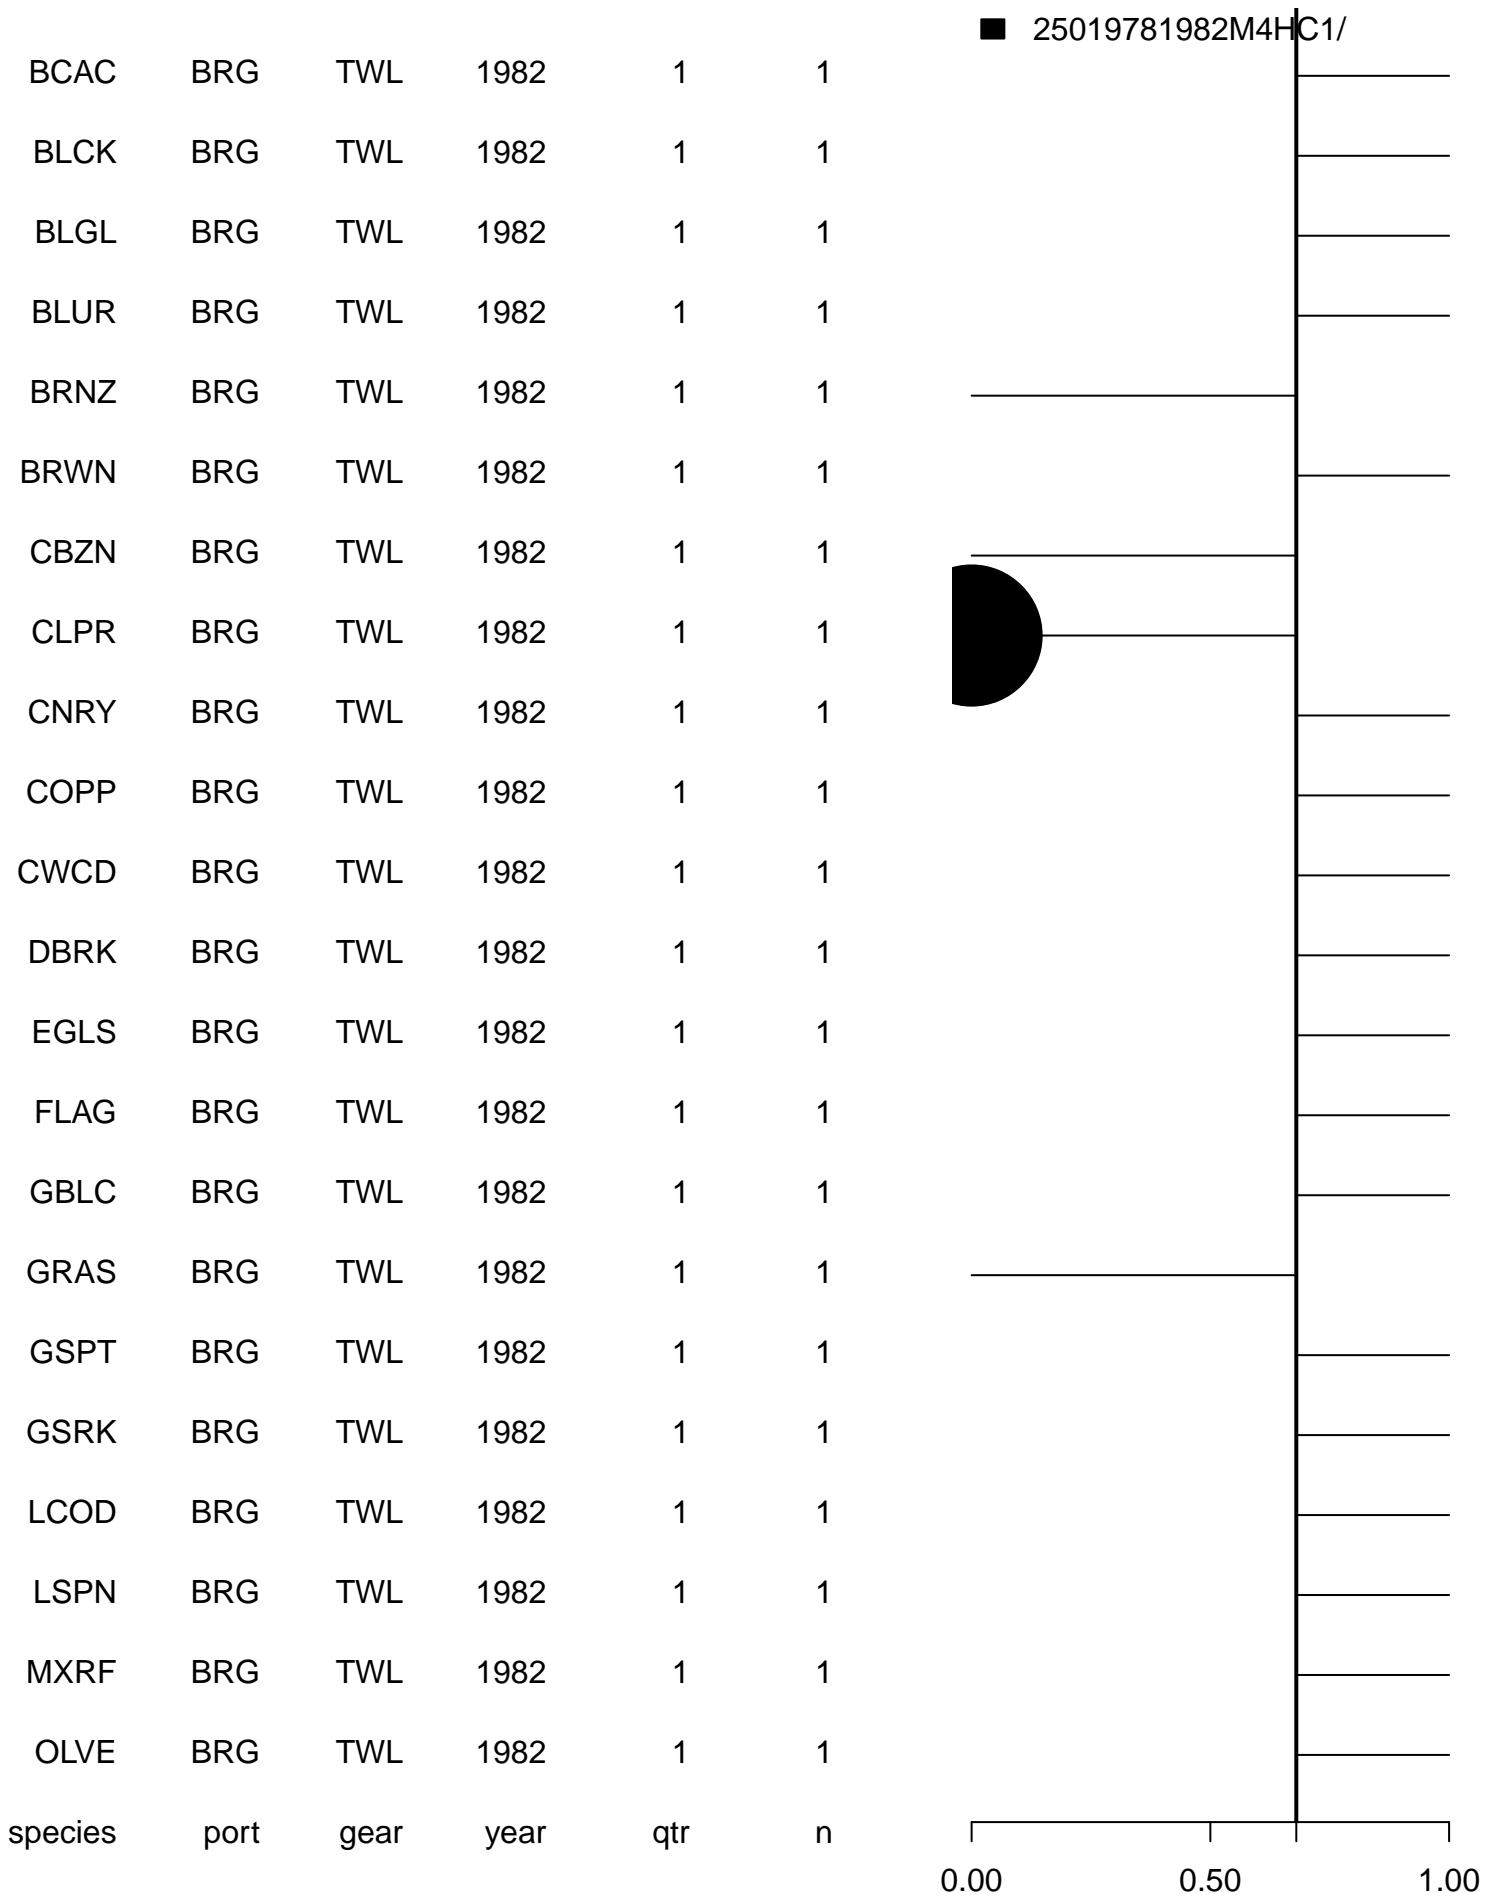 25019781982M4HC1/
BCAC BRG TWL 1982 1 1
BLCK BRG TWL 1982 1 1
BLGL BRG TWL 1982 1 1
BLUR BRG TWL 1982 1 1
BRNZ BRG TWL 1982 1 1
BRWN BRG TWL 1982 1 1
CBZN BRG TWL 1982 1 1
CLPR BRG TWL 1982 1 1
CNRY BRG TWL 1982 1 1
COPP BRG TWL 1982 1 1
CWCD BRG TWL 1982 1 1
DBRK BRG TWL 1982 1 1
EGLS BRG TWL 1982 1 1
FLAG BRG TWL 1982 1 1
GBLC BRG TWL 1982 1 1
GRAS BRG TWL 1982 1 1
GSPT BRG TWL 1982 1 1
GSRK BRG TWL 1982 1 1
LCOD BRG TWL 1982 1 1
LSPN BRG TWL 1982 1 1
MXRF BRG TWL 1982 1 1
OLVE BRG TWL 1982 1 1
species port gear year qtr n
0.00 0.50 1.00